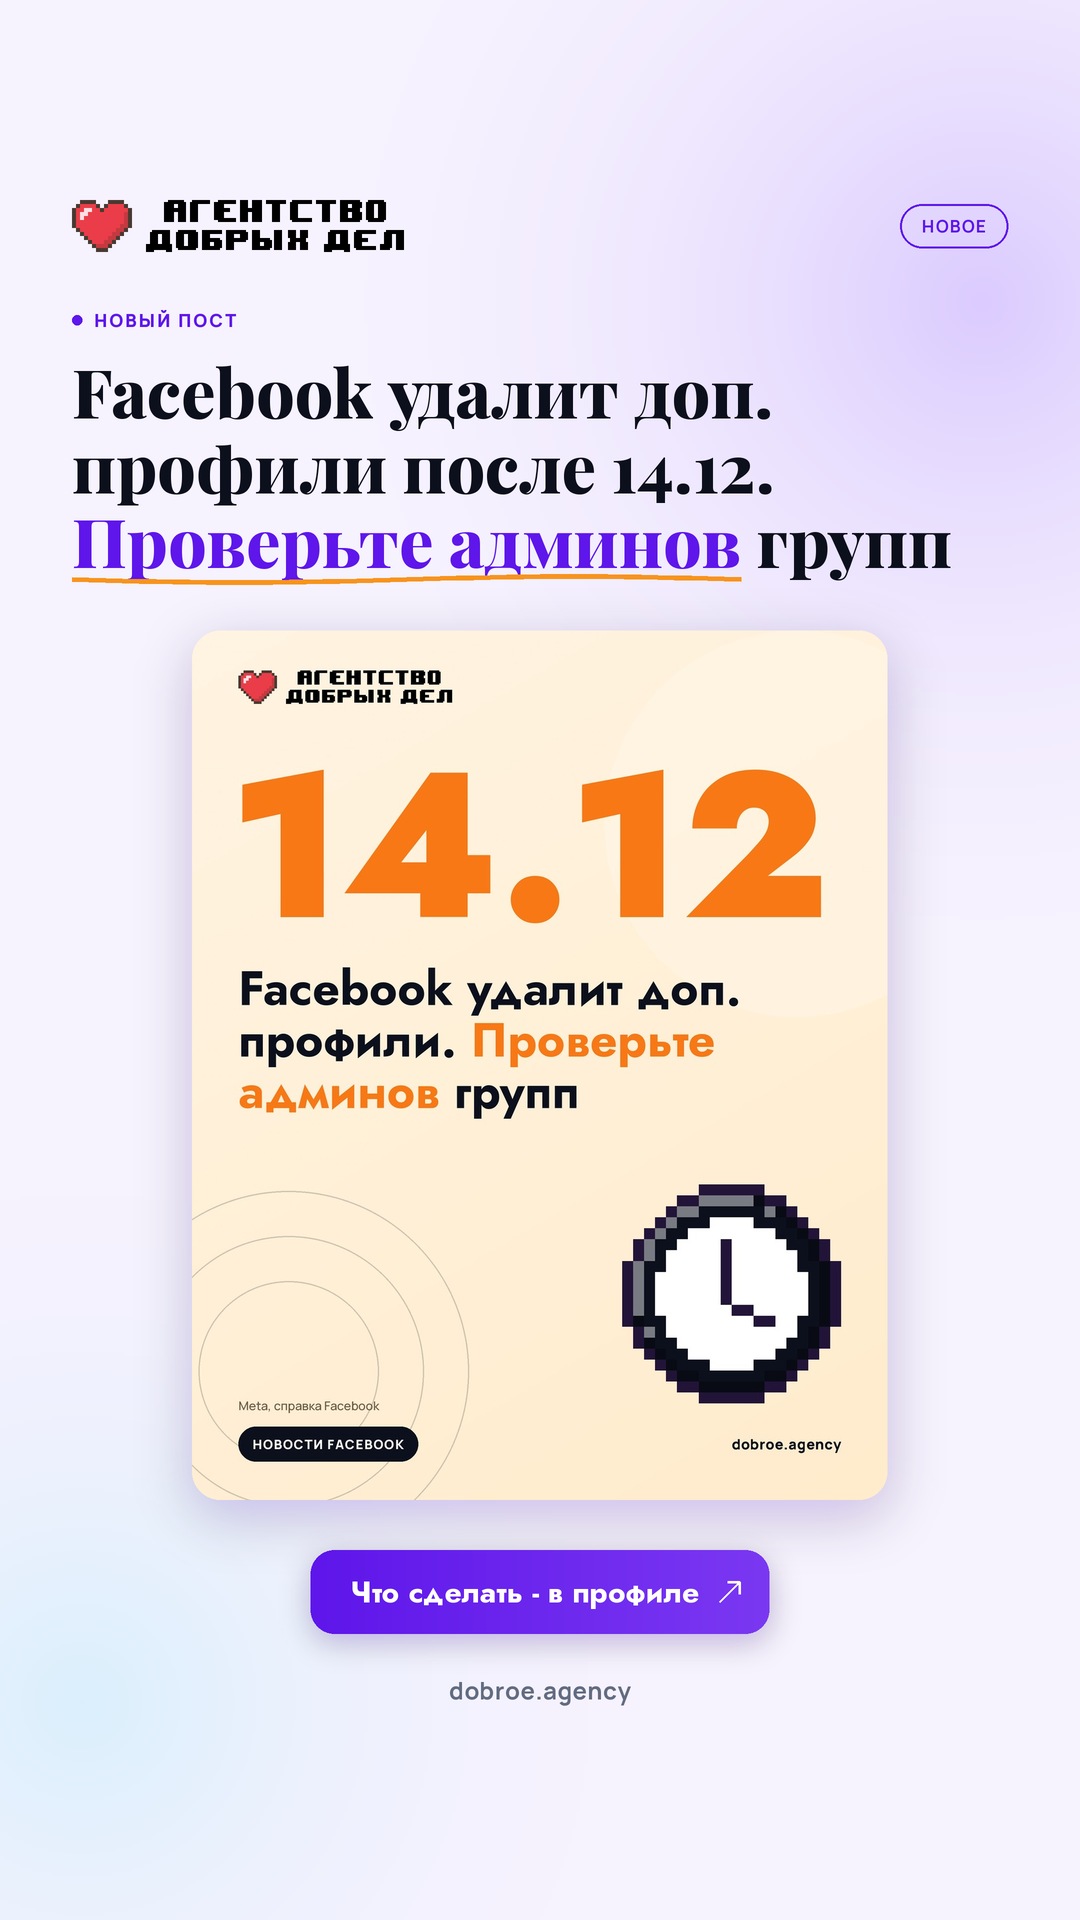 АГЕНТСТВО
ДОБРЫХ ДЕЛ
НОВОЕ
НОВЫЙ ПОСТ
Facebook удалит доп.
профили после 14.12.
Проверьте админов групп
АГЕНТСТВО
ДОБРЫХ ДЕЛ
14.12
Facebook удалит доп.
профили. Проверьте
админов групп
Meta, справка Facebook
НОВОСТИ FACEBOOK
dobroe.agency
Что сделать - в профиле
dobroe.agency